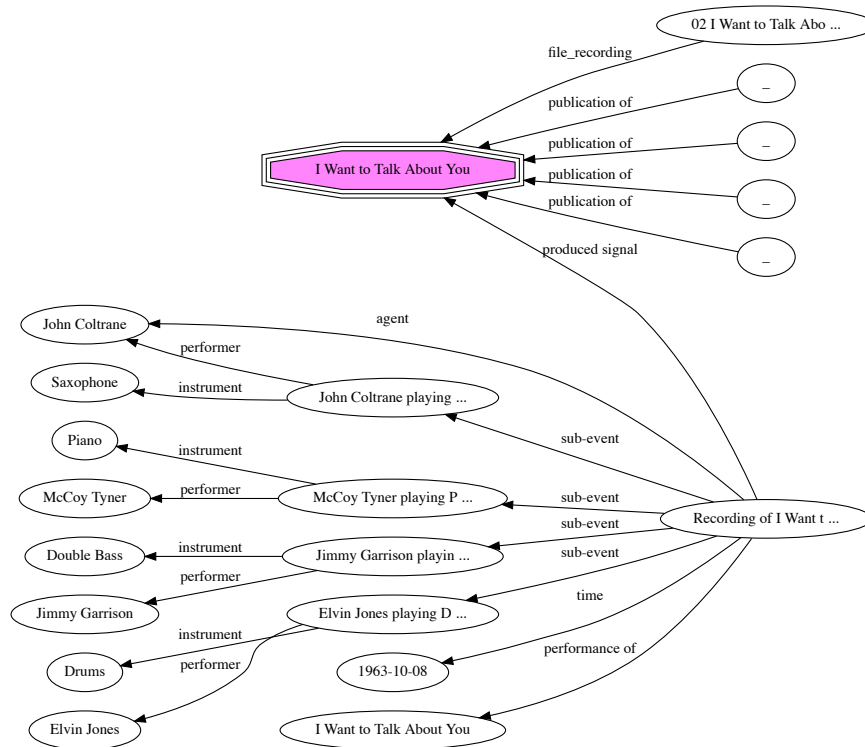 02 I Want to Talk Abo ...
file_recording
_
publication of
_
publication of
I Want to Talk About You
_
publication of
_
publication of
produced signal
John Coltrane
agent
performer
Saxophone
instrument
John Coltrane playing ...
Piano
sub-event
instrument
McCoy Tyner
performer
McCoy Tyner playing P ...
sub-event
Recording of I Want t ...
sub-event
Double Bass
instrument
Jimmy Garrison playin ...
sub-event
performer
time
Jimmy Garrison
Elvin Jones playing D ...
instrument
performance of
performer
Drums
1963-10-08
Elvin Jones
I Want to Talk About You